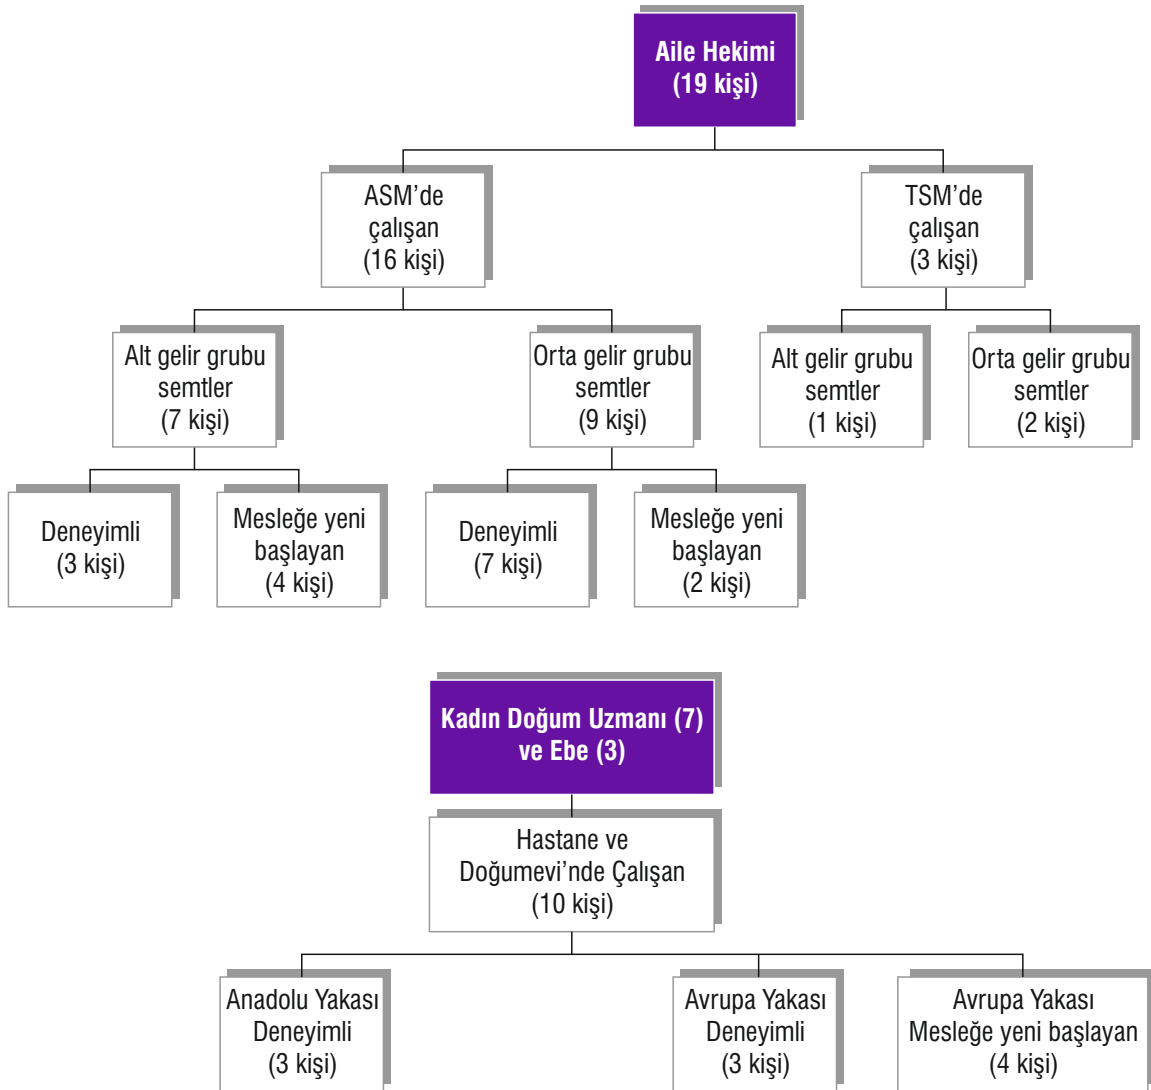 Aile Hekimi
(19 kişi)
ASM’de
çalışan
(16 kişi)
TSM’de
çalışan
(3 kişi)
Alt gelir grubu
semtler
(7 kişi)
Orta gelir grubu
semtler
(9 kişi)
Alt gelir grubu
semtler
(1 kişi)
Orta gelir grubu
semtler
(2 kişi)
Deneyimli
(3 kişi)
Mesleğe yeni
başlayan
(4 kişi)
Deneyimli
(7 kişi)
Mesleğe yeni
başlayan
(2 kişi)
Kadın Doğum Uzmanı (7)
ve Ebe (3)
Hastane ve
Doğumevi’nde Çalışan
(10 kişi)
Anadolu Yakası
Deneyimli
(3 kişi)
Avrupa Yakası
Deneyimli
(3 kişi)
Avrupa Yakası
Mesleğe yeni başlayan
(4 kişi)